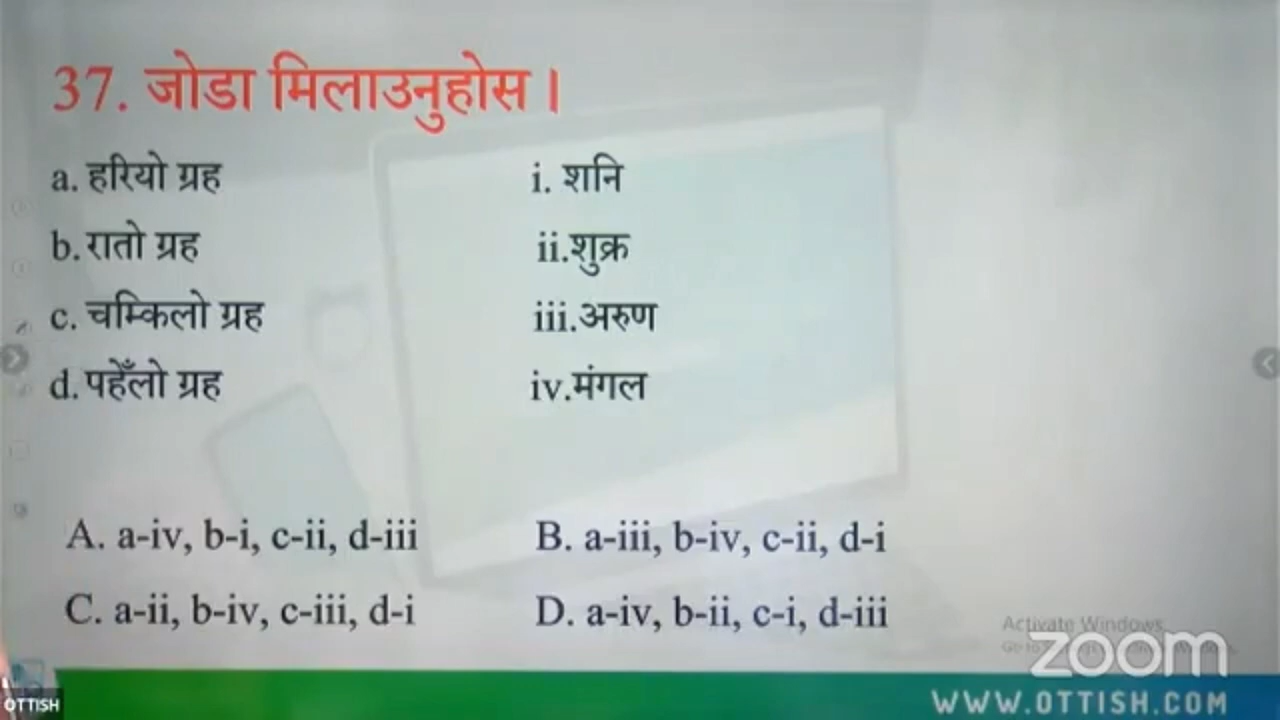 37. जोडा मिलाउनुहोस ।
a. हरियो ग्रह
i. शनि
b. रातो ग्रह
ii.शुक्र
c. चम्किलो ग्रह
iii.अरुण
d. पहेँलो ग्रह
iv.मंगल
A. a-iv, b-i, c-ii, d-iii
B. a-iii, b-iv, c-ii, d-i
C. a-ii, b-iv, c-iii, d-i
D. a-iv, b-ii, c-i, d-iii
Activate Windows
zoom
OTTISH
WWW.OTTISH.COM